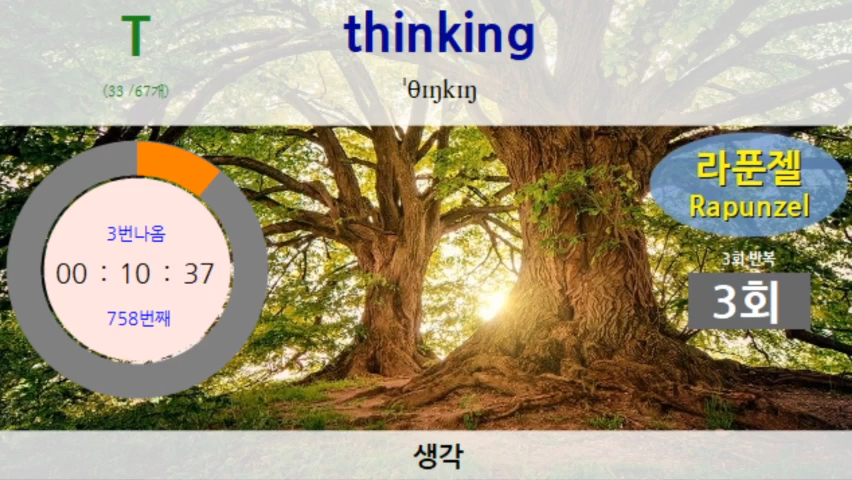 T
(33 /67개)
thinking
ˈθɪŋkɪŋ
라푼젤
Rapunzel
3번나옴
00 : 10 : 37
758번째
3회 반복
3회
생각